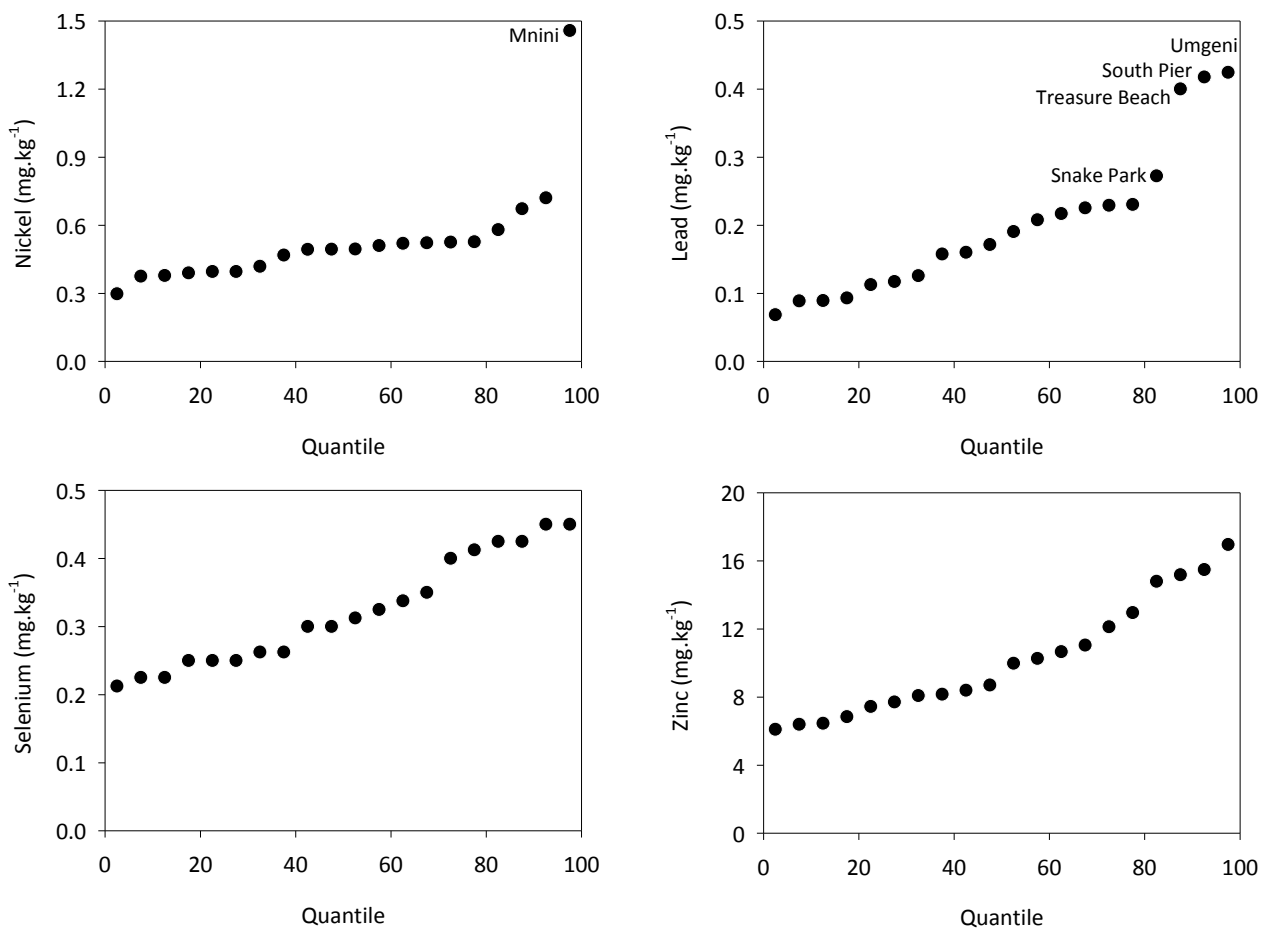 1.5
1.2
0.9
0.6
0.3
0.0
Nickel (mg.kg⁻¹)
Mnini
0 20 40 60 80 100
Quantile
0.5
0.4
0.3
0.2
0.1
0.0
Lead (mg.kg⁻¹)
Umgeni
South Pier
Treasure Beach
Snake Park
0 20 40 60 80 100
Quantile
0.5
0.4
0.3
0.2
0.1
0.0
Selenium (mg.kg⁻¹)
0 20 40 60 80 100
Quantile
20
16
12
8
4
0
Zinc (mg.kg⁻¹)
0 20 40 60 80 100
Quantile